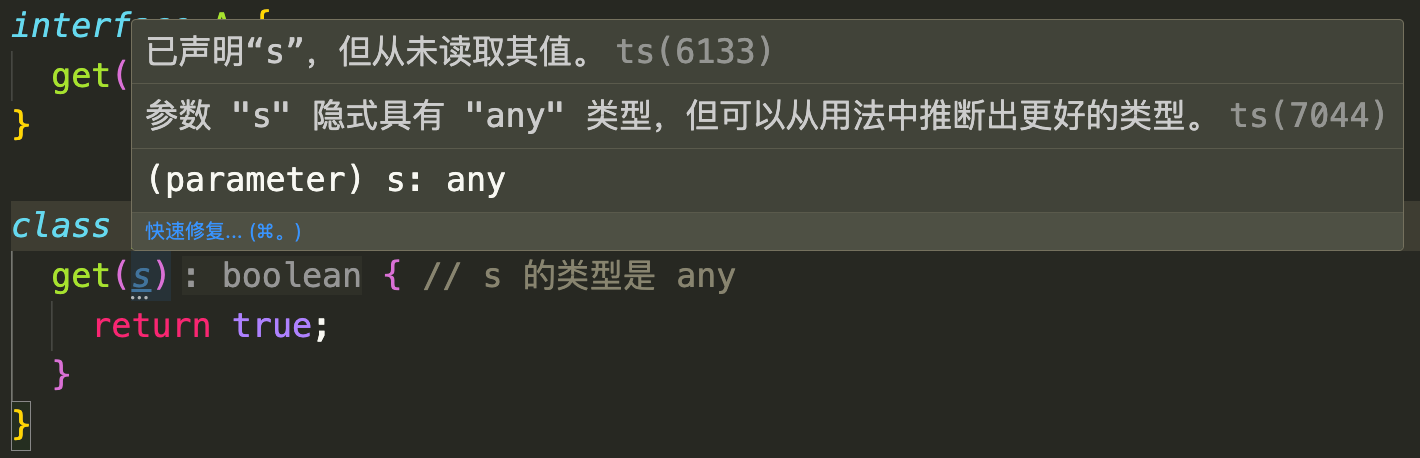 interface A {
已声明“s”，但从未读取其值。 ts(6133)
get(
参数 "s" 隐式具有 "any" 类型，但可以从用法中推断出更好的类型。 ts(7044)
}
(parameter) s: any
class
快速修复... (⌘。)
get(s): boolean { // s 的类型是 any
return true;
}
}